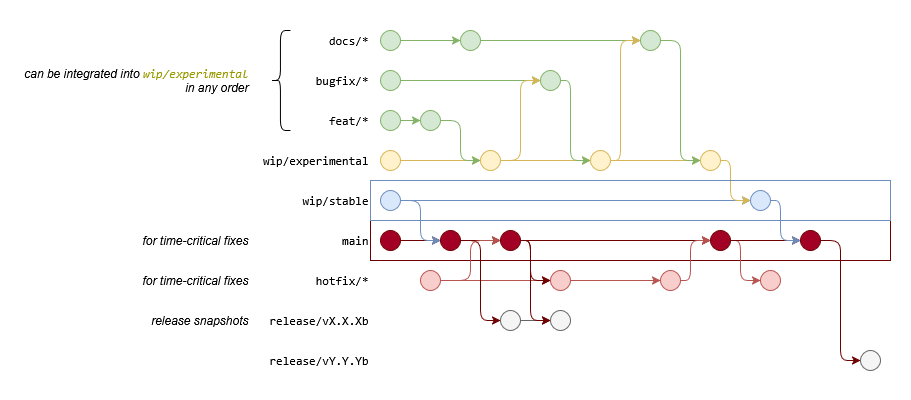 docs/*
can be integrated into wip/experimental
in any order
bugfix/*
feat/*
wip/experimental
wip/stable
for time-critical fixes main
for time-critical fixes hotfix/*
release snapshots release/vX.X.Xb
release/vY.Y.Yb